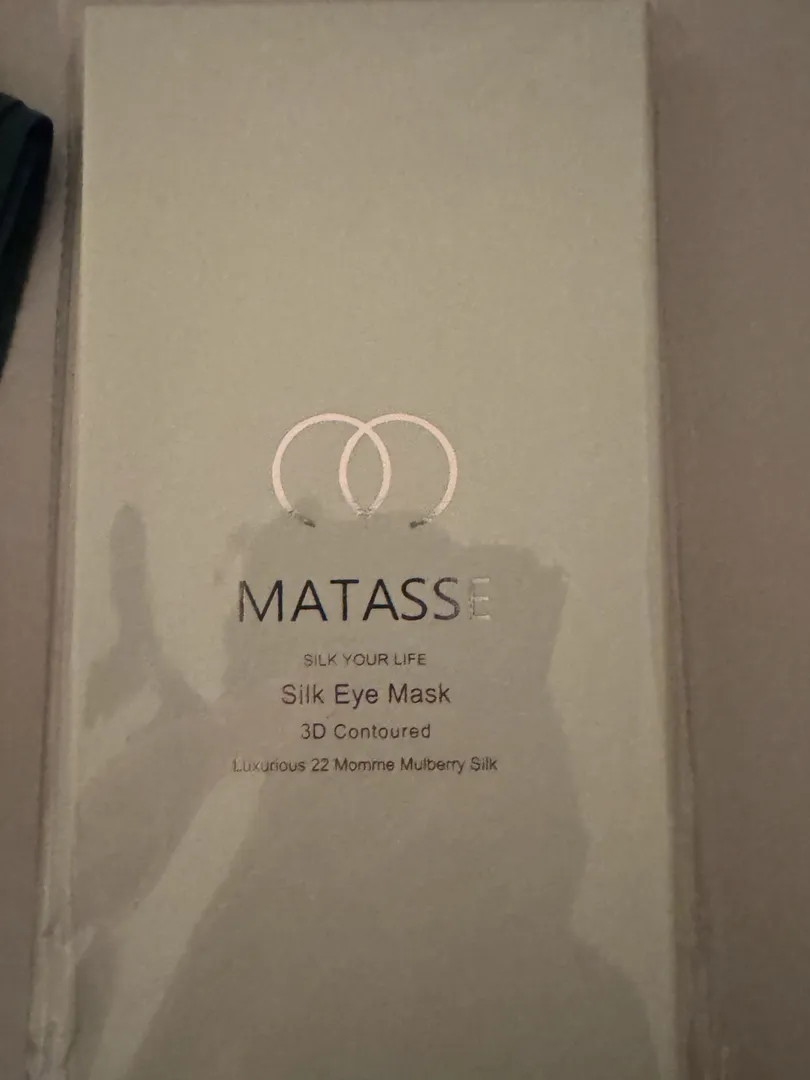 MATASSE
SILK YOUR LIFE
Silk Eye Mask
3D Contoured
Luxurious 22 Momme Mulberry Silk